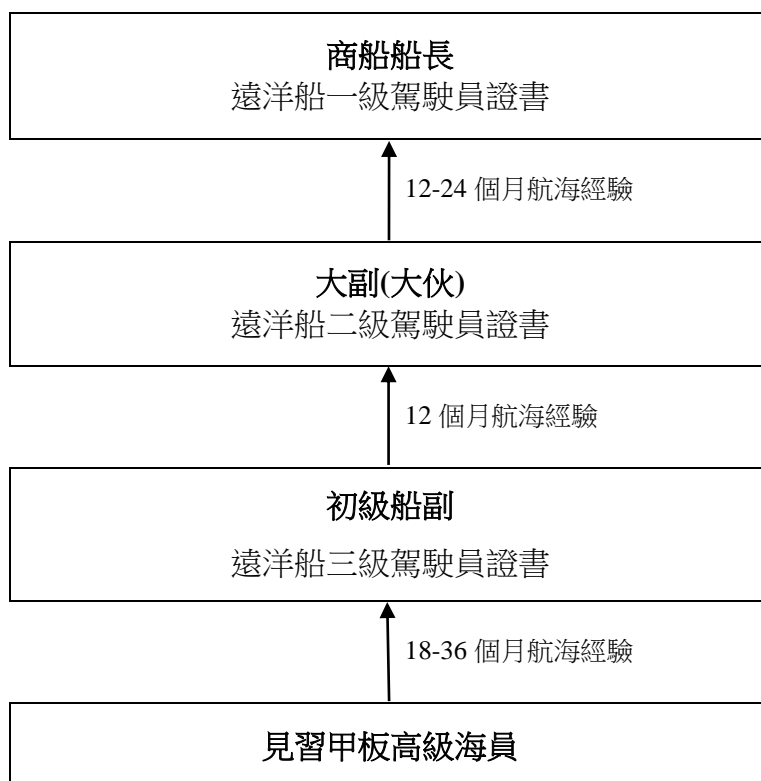 商船船長
遠洋船一級駕駛員證書
12-24 個月航海經驗
大副(大伙)
遠洋船二級駕駛員證書
12 個月航海經驗
初級船副
遠洋船三級駕駛員證書
18-36 個月航海經驗
見習甲板高級海員